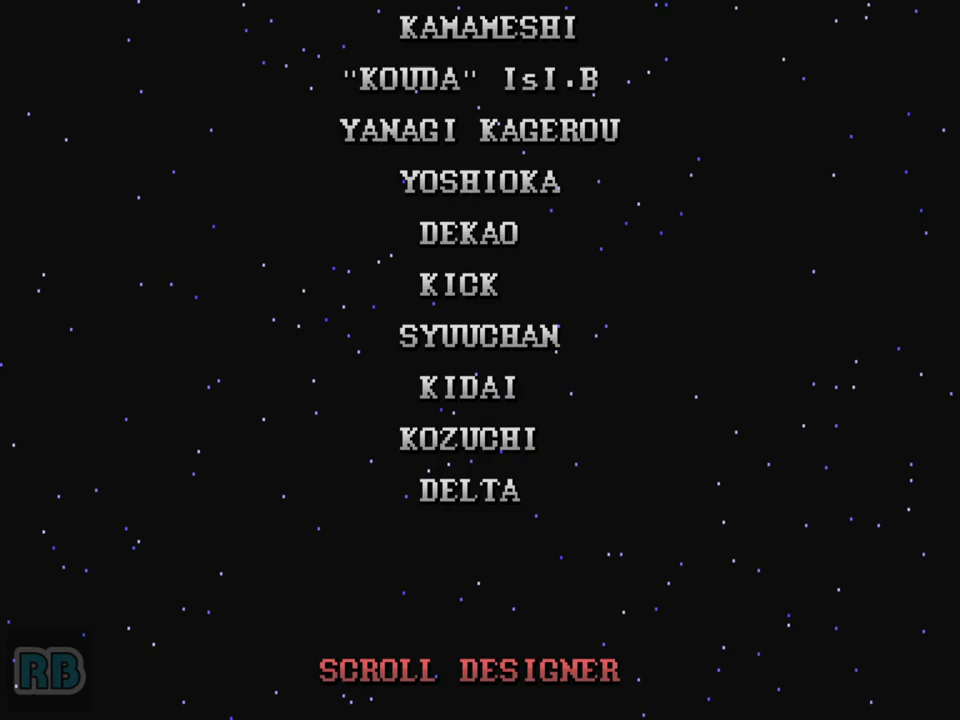 KAMAMESHI
"KOUDA" IsI.B
YANAGI KAGEROU
YOSHIOKA
DEKAO
KICK
SYUUCHAN
KIDAI
KOZUCHI
DELTA
SCROLL DESIGNER
RB